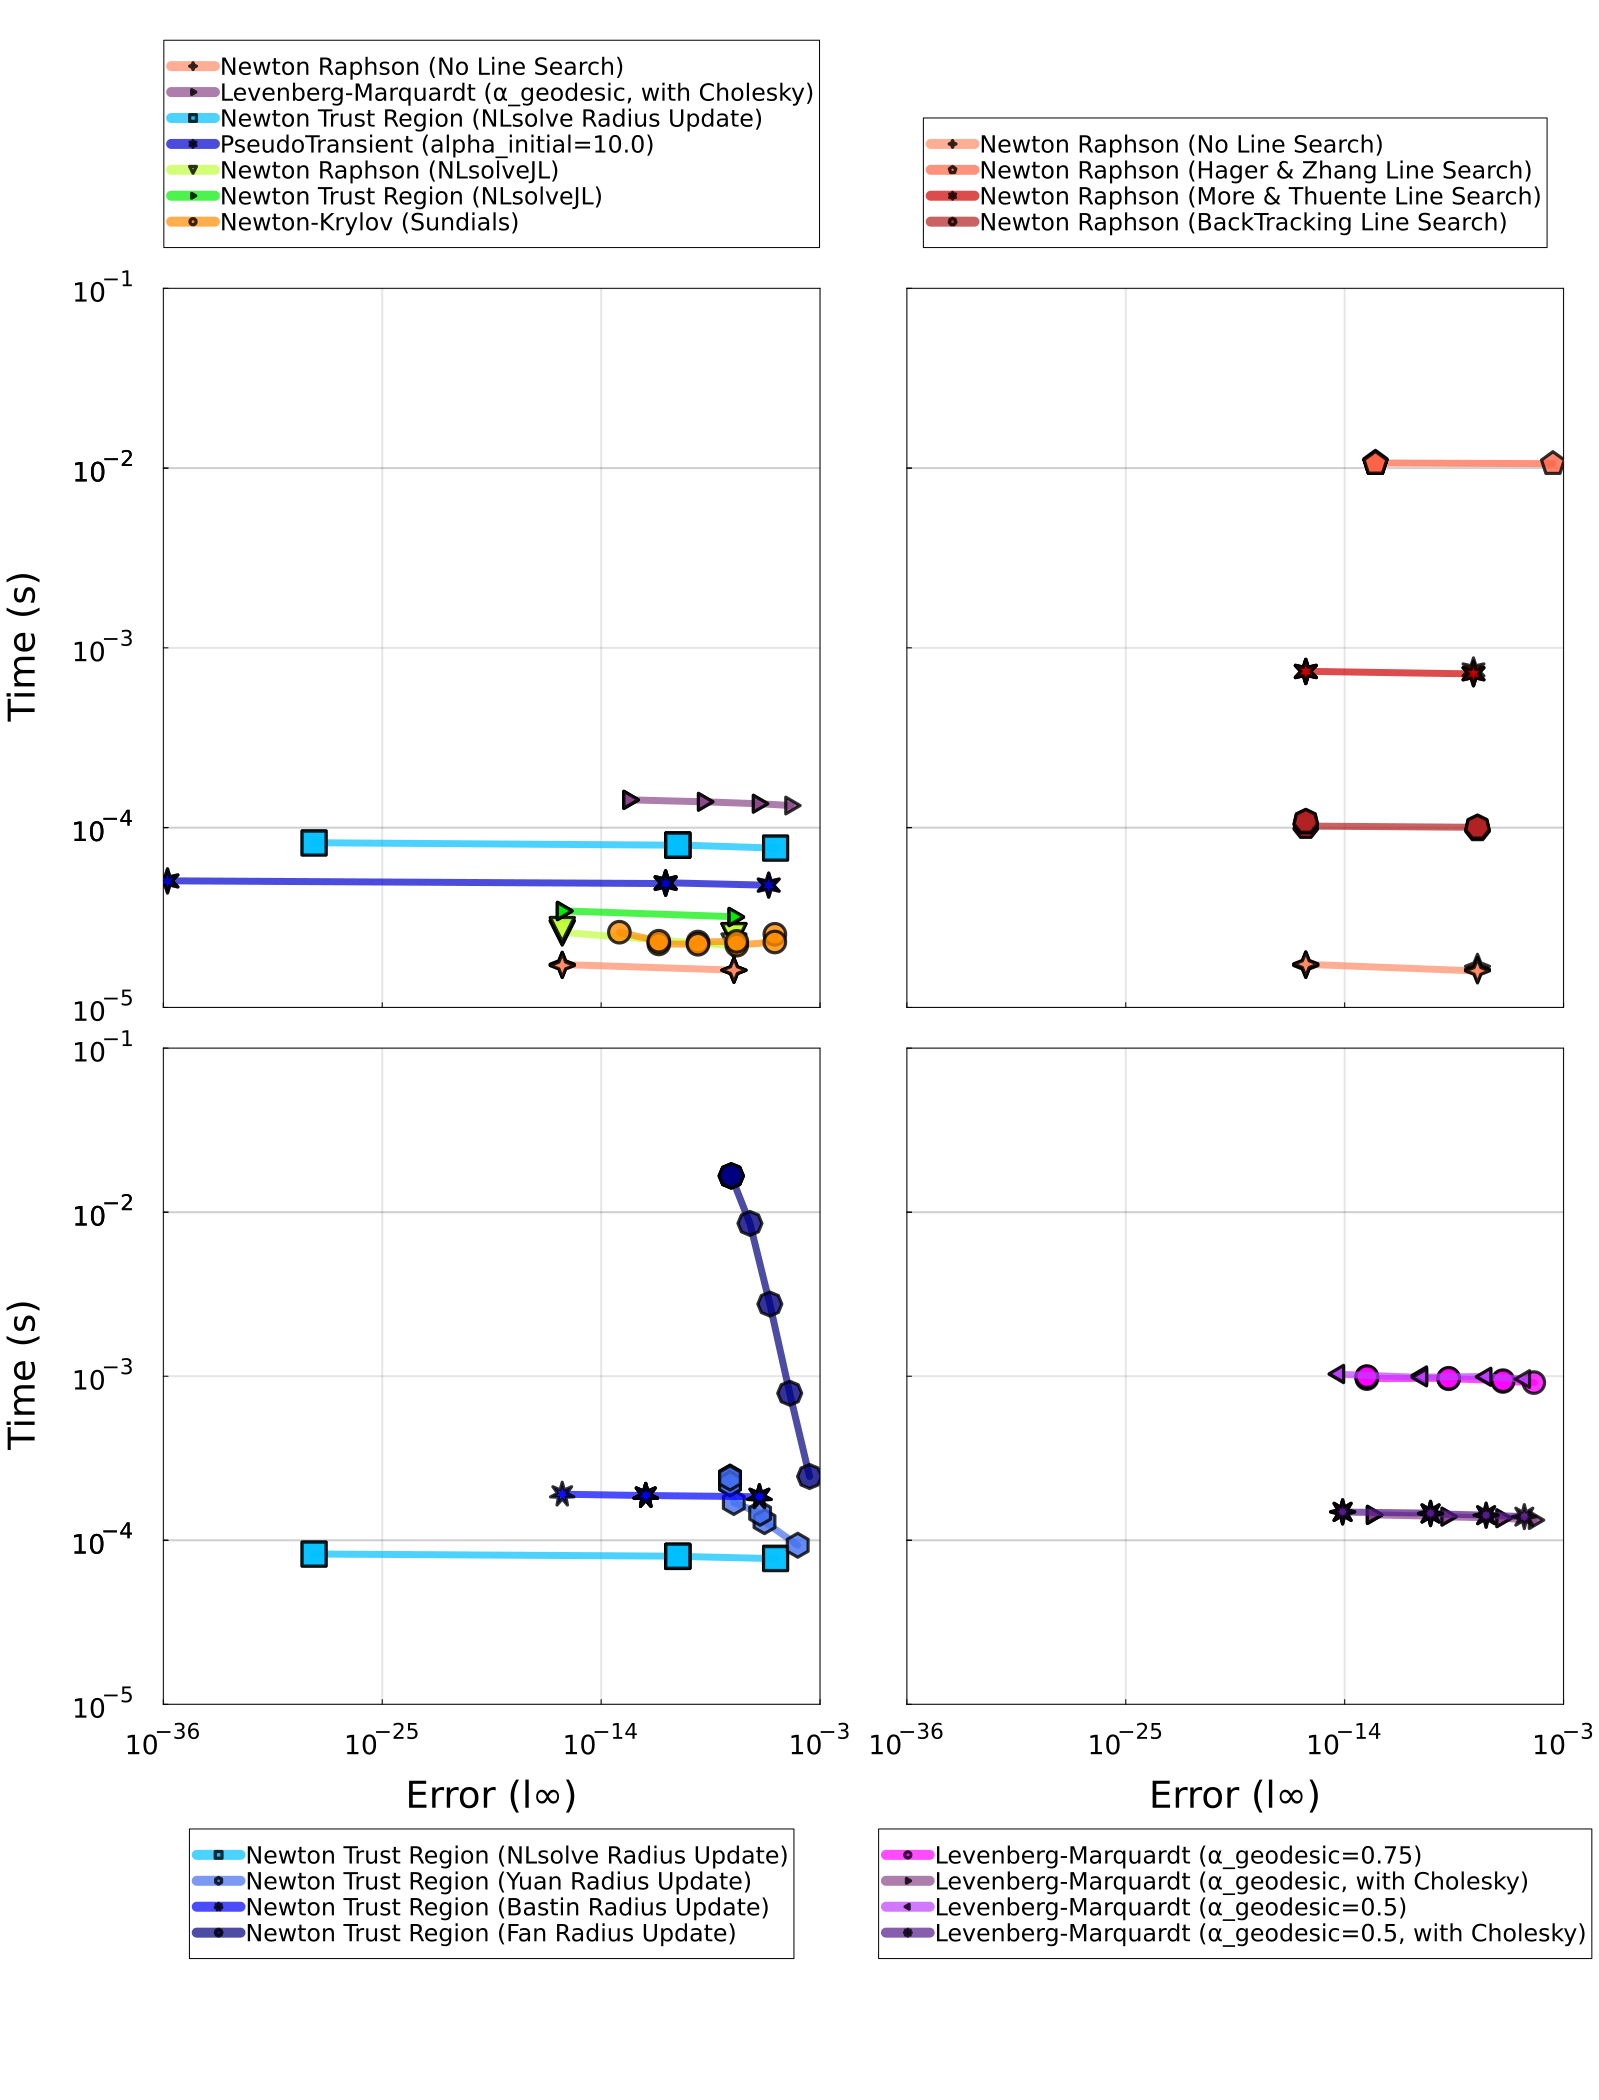 Newton Raphson (No Line Search)
Levenberg-Marquardt (α_geodesic, with Cholesky)
Newton Trust Region (NLsolve Radius Update)
PseudoTransient (alpha_initial=10.0)
Newton Raphson (NLsolveJL)
Newton Trust Region (NLsolveJL)
Newton-Krylov (Sundials)
Newton Raphson (No Line Search)
Newton Raphson (Hager & Zhang Line Search)
Newton Raphson (More & Thuente Line Search)
Newton Raphson (BackTracking Line Search)
10⁻¹
10⁻²
10⁻³
10⁻⁴
10⁻⁵
Time (s)
10⁻¹
10⁻²
10⁻³
10⁻⁴
10⁻⁵
Time (s)
10⁻³⁶ 10⁻²⁵ 10⁻¹⁴ 10⁻³
10⁻³⁶ 10⁻²⁵ 10⁻¹⁴ 10⁻³
Error (l∞)
Error (l∞)
Newton Trust Region (NLsolve Radius Update)
Newton Trust Region (Yuan Radius Update)
Newton Trust Region (Bastin Radius Update)
Newton Trust Region (Fan Radius Update)
Levenberg-Marquardt (α_geodesic=0.75)
Levenberg-Marquardt (α_geodesic, with Cholesky)
Levenberg-Marquardt (α_geodesic=0.5)
Levenberg-Marquardt (α_geodesic=0.5, with Cholesky)